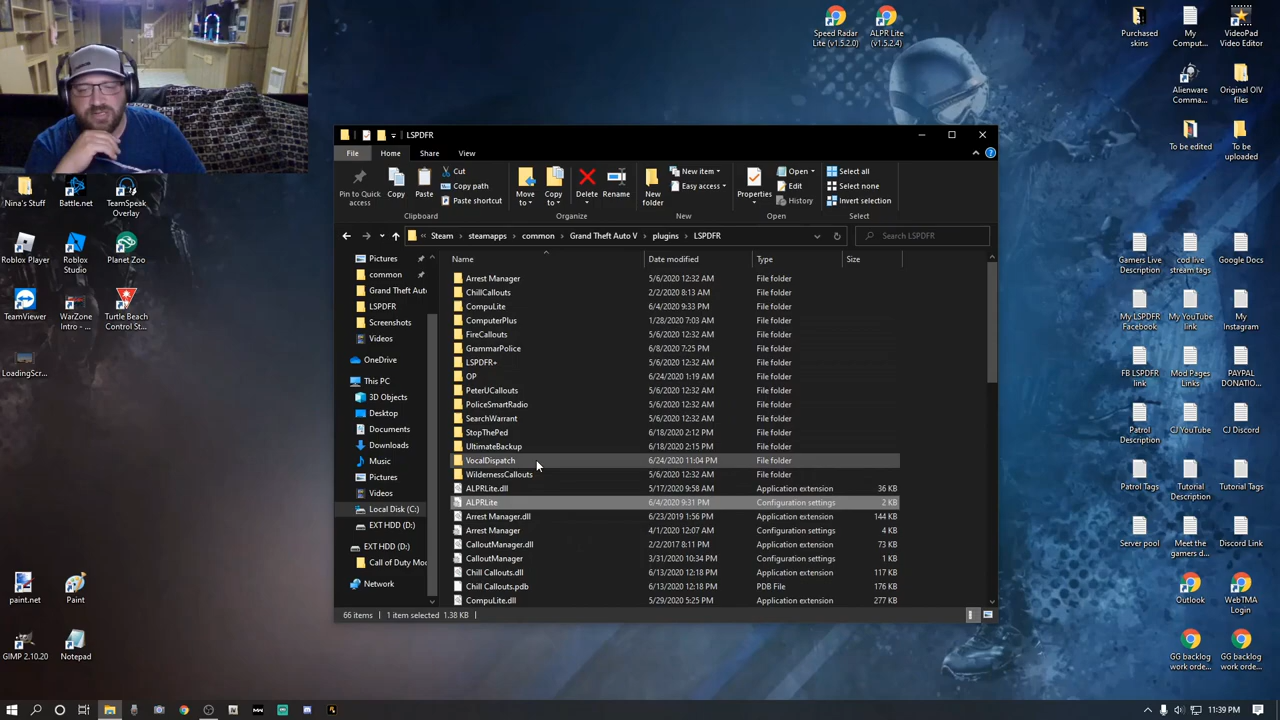 Speed Radar
Lite (v1.5.2.0)
ALPR Lite
(v1.5.2.4)
Purchased
skins
My
Comput...
VideoPad
Video Editor
Alienware
Comma...
Original OIV
files
To be edited
To be
uploaded
Nina's Stuff
Battle.net
TeamSpeak
Overlay
Roblox Player
Roblox
Studio
Planet Zoo
TeamViewer
WarZone
Intro - ...
Turtle Beach
Control St...
LoadingScr...
paint.net
Paint
GIMP 2.10.20
Notepad
LSPDFR
File
Home
Share
View
Pin to Quick
access
Copy
Paste
Cut
Copy path
Paste shortcut
Clipboard
Move
to
Copy
to
Delete
Rename
Organize
New
folder
New item
Easy access
New
Properties
Open
Edit
History
Open
Select all
Select none
Invert selection
Select
Steam
steamapps
common
Grand Theft Auto V
plugins
LSPDFR
Search LSPDFR
Name
Date modified
Type
Size
Pictures
common
Grand Theft Auto
LSPDFR
Screenshots
Videos
OneDrive
This PC
3D Objects
Desktop
Documents
Downloads
Music
Pictures
Videos
Local Disk (C:)
EXT HDD (D:)
EXT HDD (D:)
Call of Duty Mo
Network
Arrest Manager 5/6/2020 12:32 AM File folder
ChillCallouts 2/2/2020 8:13 AM File folder
CompuLite 6/4/2020 9:33 PM File folder
ComputerPlus 1/28/2020 7:03 AM File folder
FireCallouts 5/6/2020 12:32 AM File folder
GrammarPolice 6/8/2020 7:25 PM File folder
LSPDFR+ 5/6/2020 12:32 AM File folder
OP 6/24/2020 1:19 AM File folder
PeterUCallouts 5/6/2020 12:32 AM File folder
PoliceSmartRadio 5/6/2020 12:32 AM File folder
SearchWarrant 5/6/2020 12:32 AM File folder
StopThePed 6/18/2020 2:12 PM File folder
UltimateBackup 6/18/2020 2:15 PM File folder
VocalDispatch 6/24/2020 11:04 PM File folder
WildernessCallouts 5/6/2020 12:32 AM File folder
ALPRLite.dll 5/17/2020 9:58 AM Application extension 36 KB
ALPRLite 6/4/2020 9:31 PM Configuration settings 2 KB
Arrest Manager.dll 6/23/2019 1:56 PM Application extension 144 KB
Arrest Manager 4/1/2020 12:07 AM Configuration settings 4 KB
CalloutManager.dll 2/2/2017 8:11 PM Application extension 73 KB
CalloutManager 3/31/2020 10:34 PM Configuration settings 1 KB
Chill Callouts.dll 6/13/2020 12:18 PM Application extension 117 KB
Chill Callouts.pdb 6/13/2020 12:18 PM PDB File 176 KB
CompuLite.dll 5/29/2020 5:25 PM Application extension 277 KB
66 items
1 item selected 1.38 KB
Gamers Live
Description
cod live
stream tags
Google Docs
My LSPDFR
Facebook
My YouTube
link
My
Instagram
FB LSPDFR
link
Mod Pages
Links
PAYPAL
DONATIO...
Patrol
Description
CJ YouTube
CJ Discord
Patrol Tags
Tutorial
Description
Tutorial Tags
Server pool
Meet the
gamers d...
Discord Link
Outlook
WebTMA
Login
GG backlog
work orde...
GG backlog
work orde...
11:39 PM